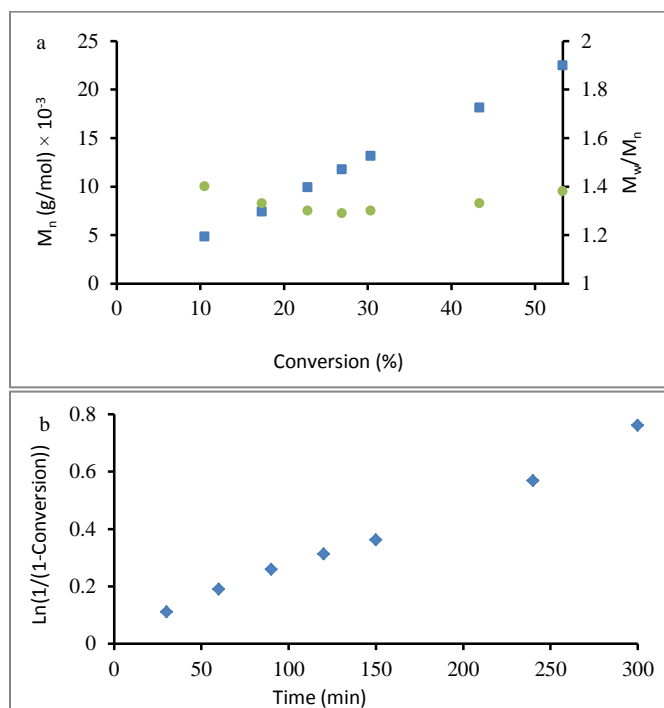 a
25
20
15
10
5
0
Mₙ (g/mol) × 10⁻³
2
1.8
1.6
1.4
1.2
1
M_w/Mₙ
0 10 20 30 40 50
Conversion (%)
b
0.8
0.6
0.4
0.2
0
Ln(1/(1-Conversion))
0 50 100 150 200 250 300
Time (min)